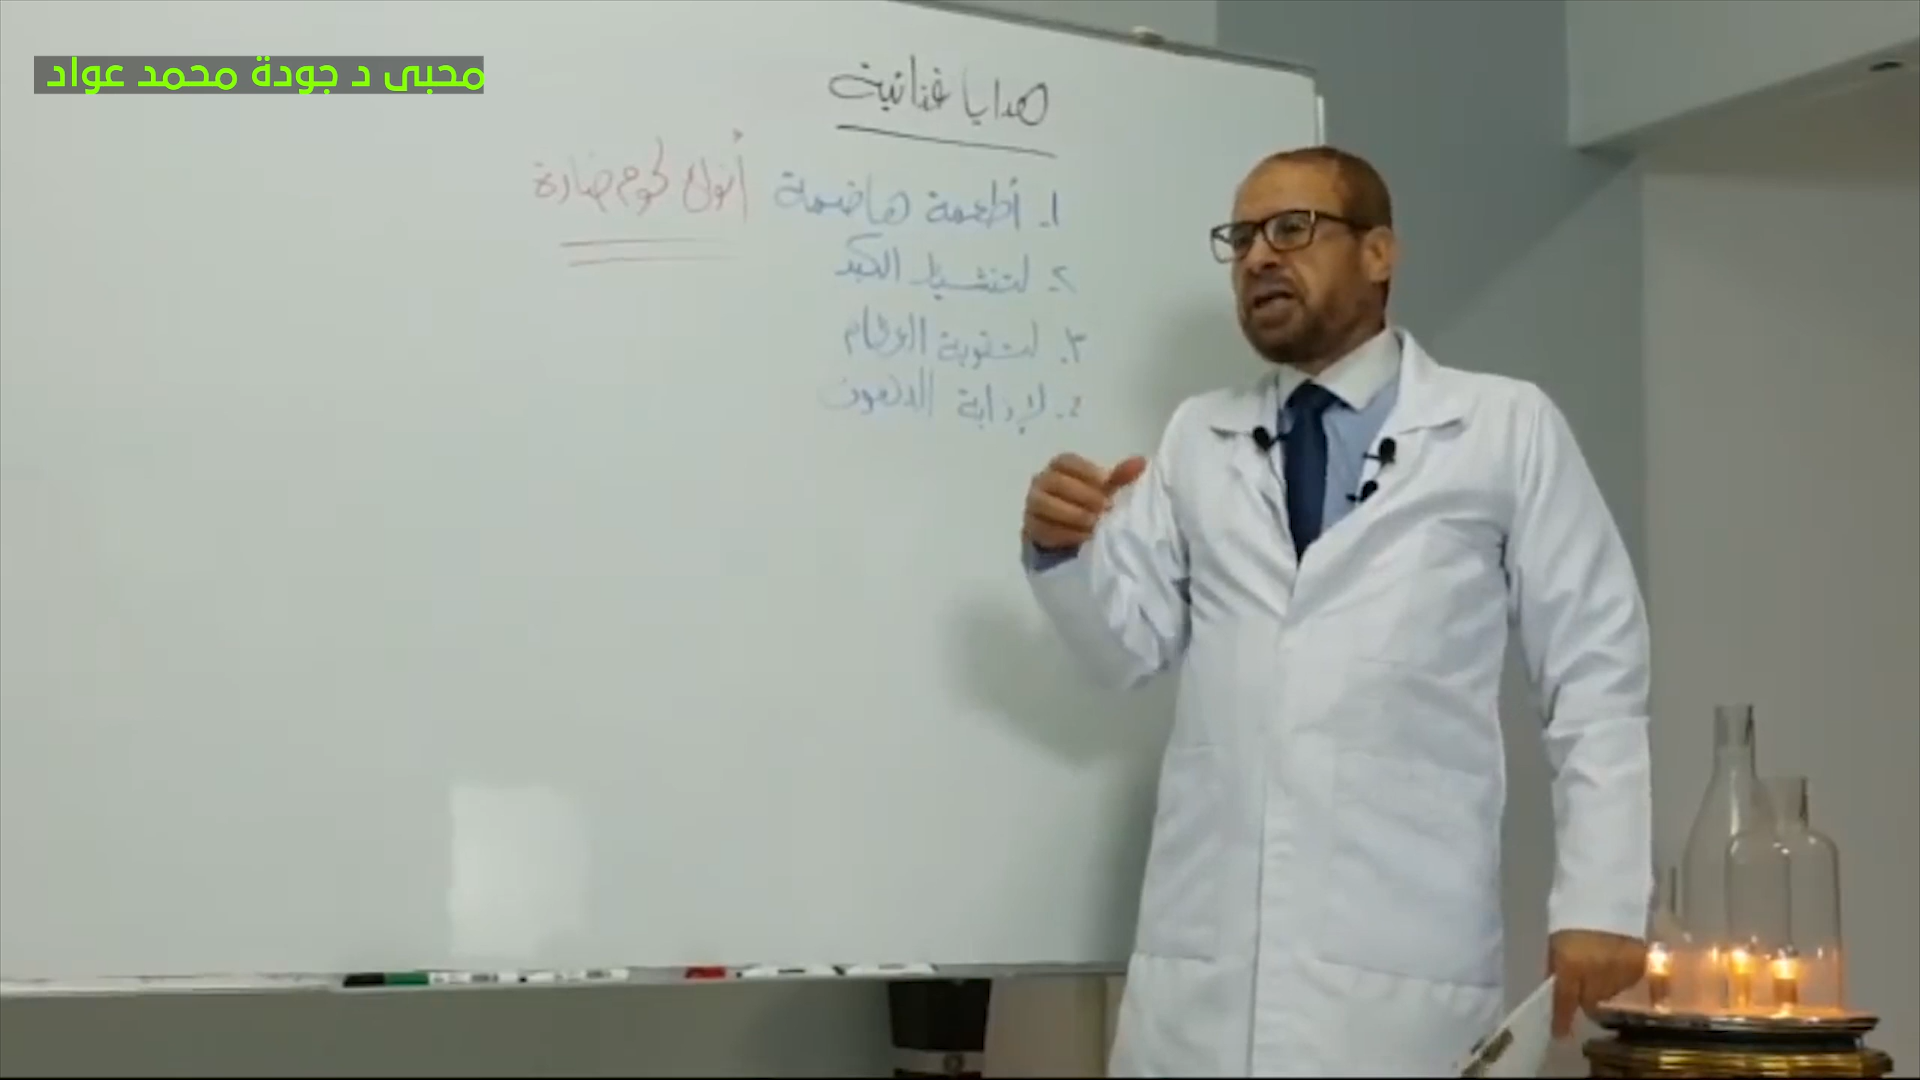 محبى د جودة محمد عواد
هدايا غذائية
١. أطعمة هاضمة أنواع لحوم ضارة
٢. لتنشيط الكبد
٣. لتقوية العظام
٤. لإذابة الدهون